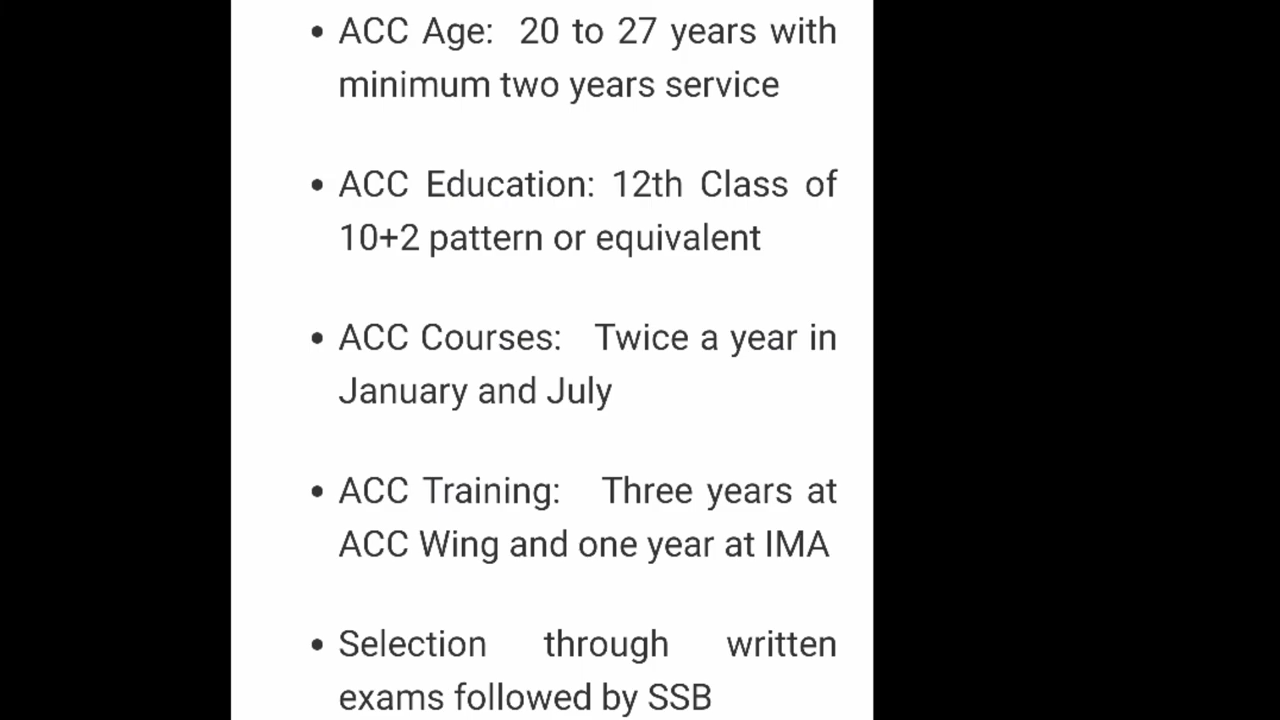 • ACC Age: 20 to 27 years with
minimum two years service
• ACC Education: 12th Class of
10+2 pattern or equivalent
• ACC Courses: Twice a year in
January and July
• ACC Training: Three years at
ACC Wing and one year at IMA
• Selection through written
exams followed by SSB